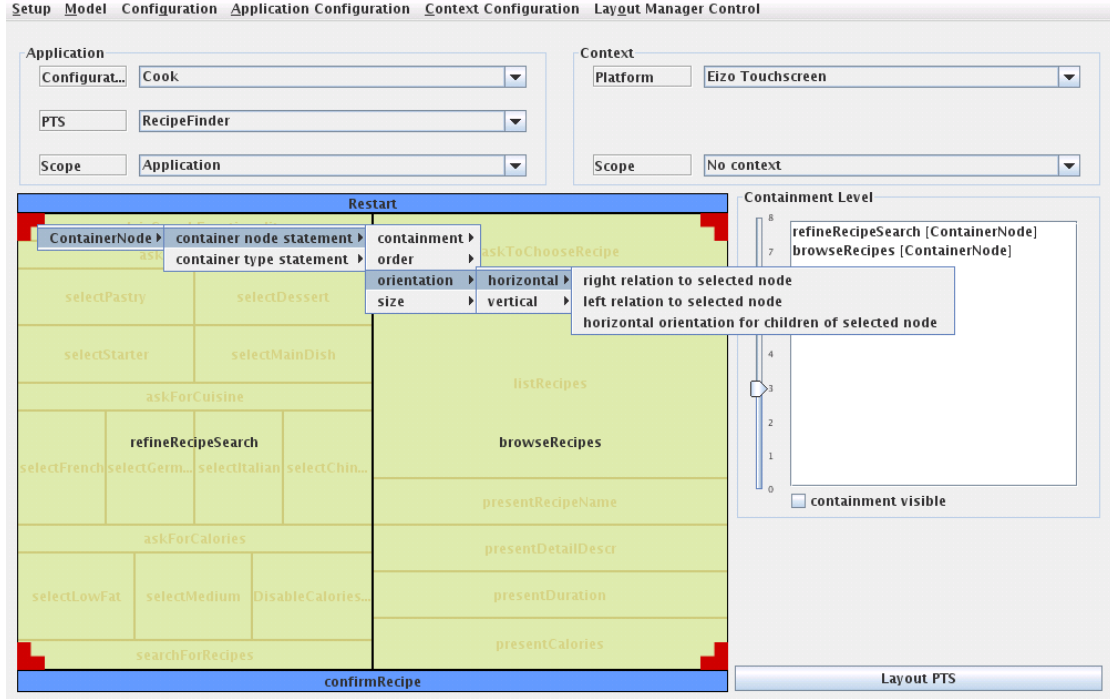 Setup Model Configuration Application Configuration Context Configuration Layout Manager Control
Application
Configurat... Cook
PTS RecipeFinder
Scope Application
Context
Platform Eizo Touchscreen
Scope No context
Restart
ContainerNode container node statement containment
container type statement order
orientation horizontal right relation to selected node
size vertical left relation to selected node
horizontal orientation for children of selected node
askToChooseRecipe
selectPastry selectDessert
selectStarter selectMainDish
listRecipes
askForCuisine
refineRecipeSearch browseRecipes
selectFrench selectGerm... selectItalian selectChin...
presentRecipeName
askForCalories
presentDetailDescr
selectLowFat selectMedium DisableCalories...
presentDuration
presentCalories
searchForRecipes
confirmRecipe
Containment Level
8
7
4
3
2
1
0
refineRecipeSearch [ContainerNode]
browseRecipes [ContainerNode]
containment visible
Layout PTS